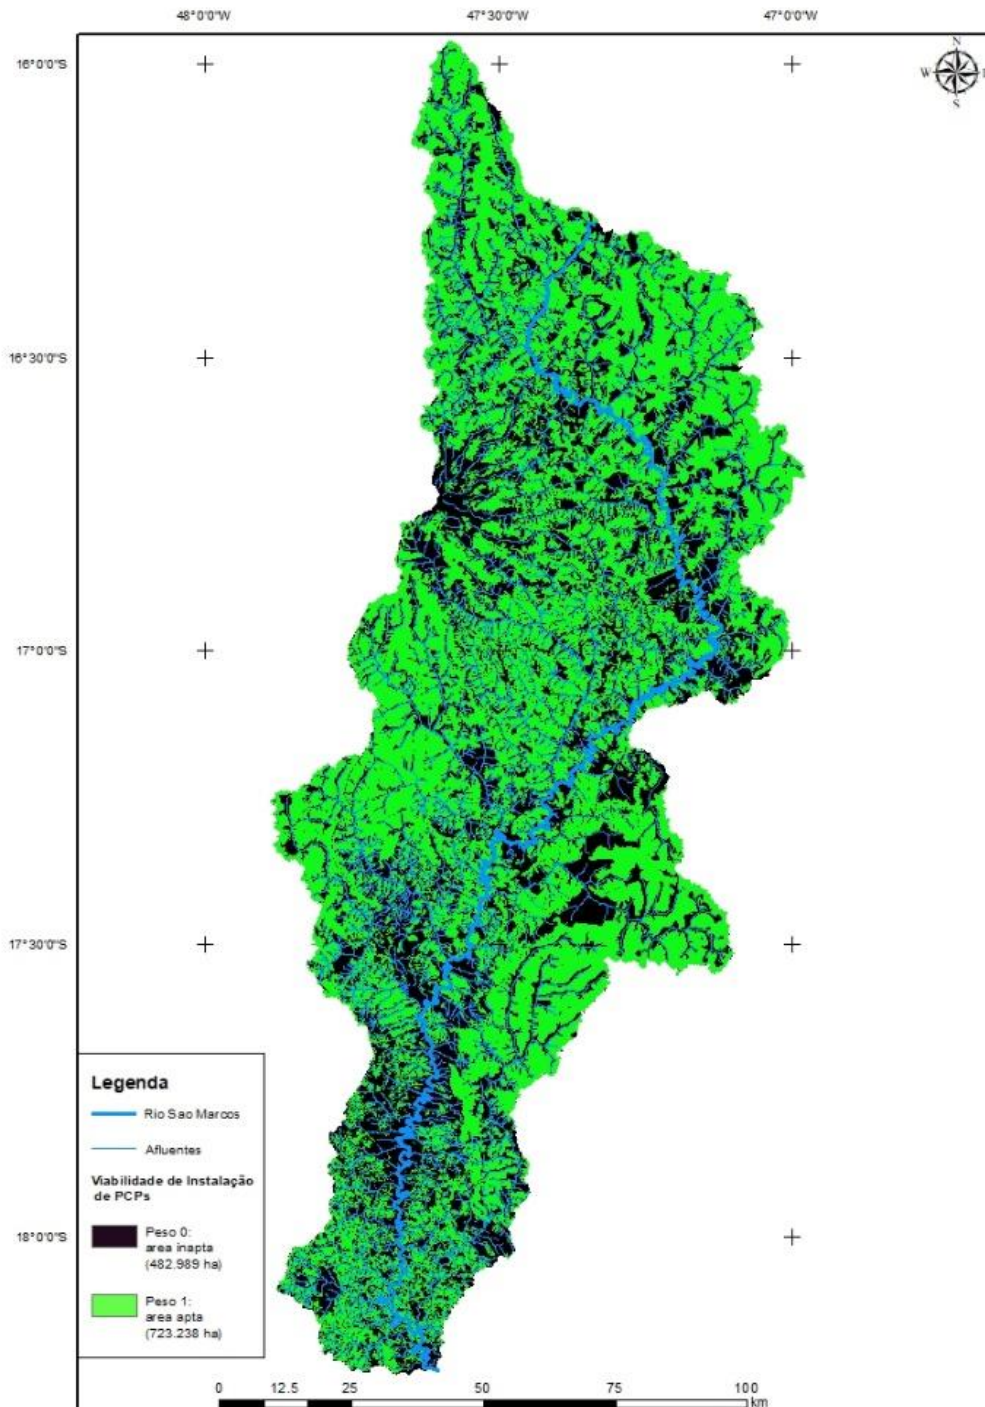 48°0'0"W 47°30'0"W 47°0'0"W
16°0'0"S
N
W
S
16°30'0"S
17°0'0"S
17°30'0"S
18°0'0"S
Legenda
Rio Sao Marcos
Afluentes
Viabilidade de Instalação
de PCPs
Peso 0:
area inapta
(482.989 ha)
Peso 1:
area apta
(723.238 ha)
0 12.5 25 50 75 100
km